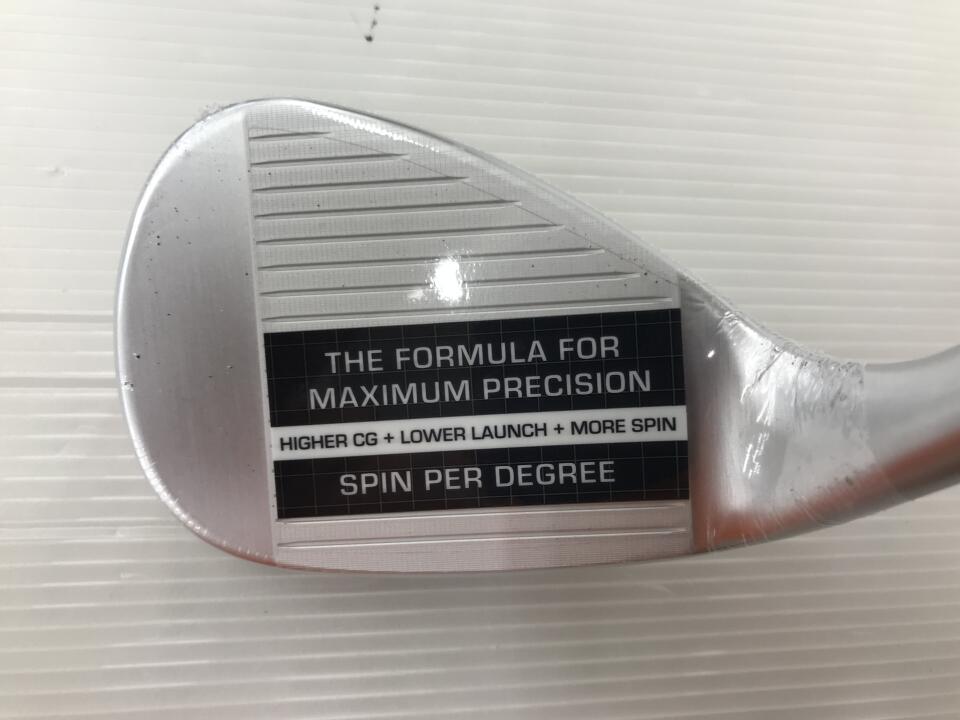 THE FORMULA FOR
MAXIMUM PRECISION
HIGHER CG + LOWER LAUNCH + MORE SPIN
SPIN PER DEGREE